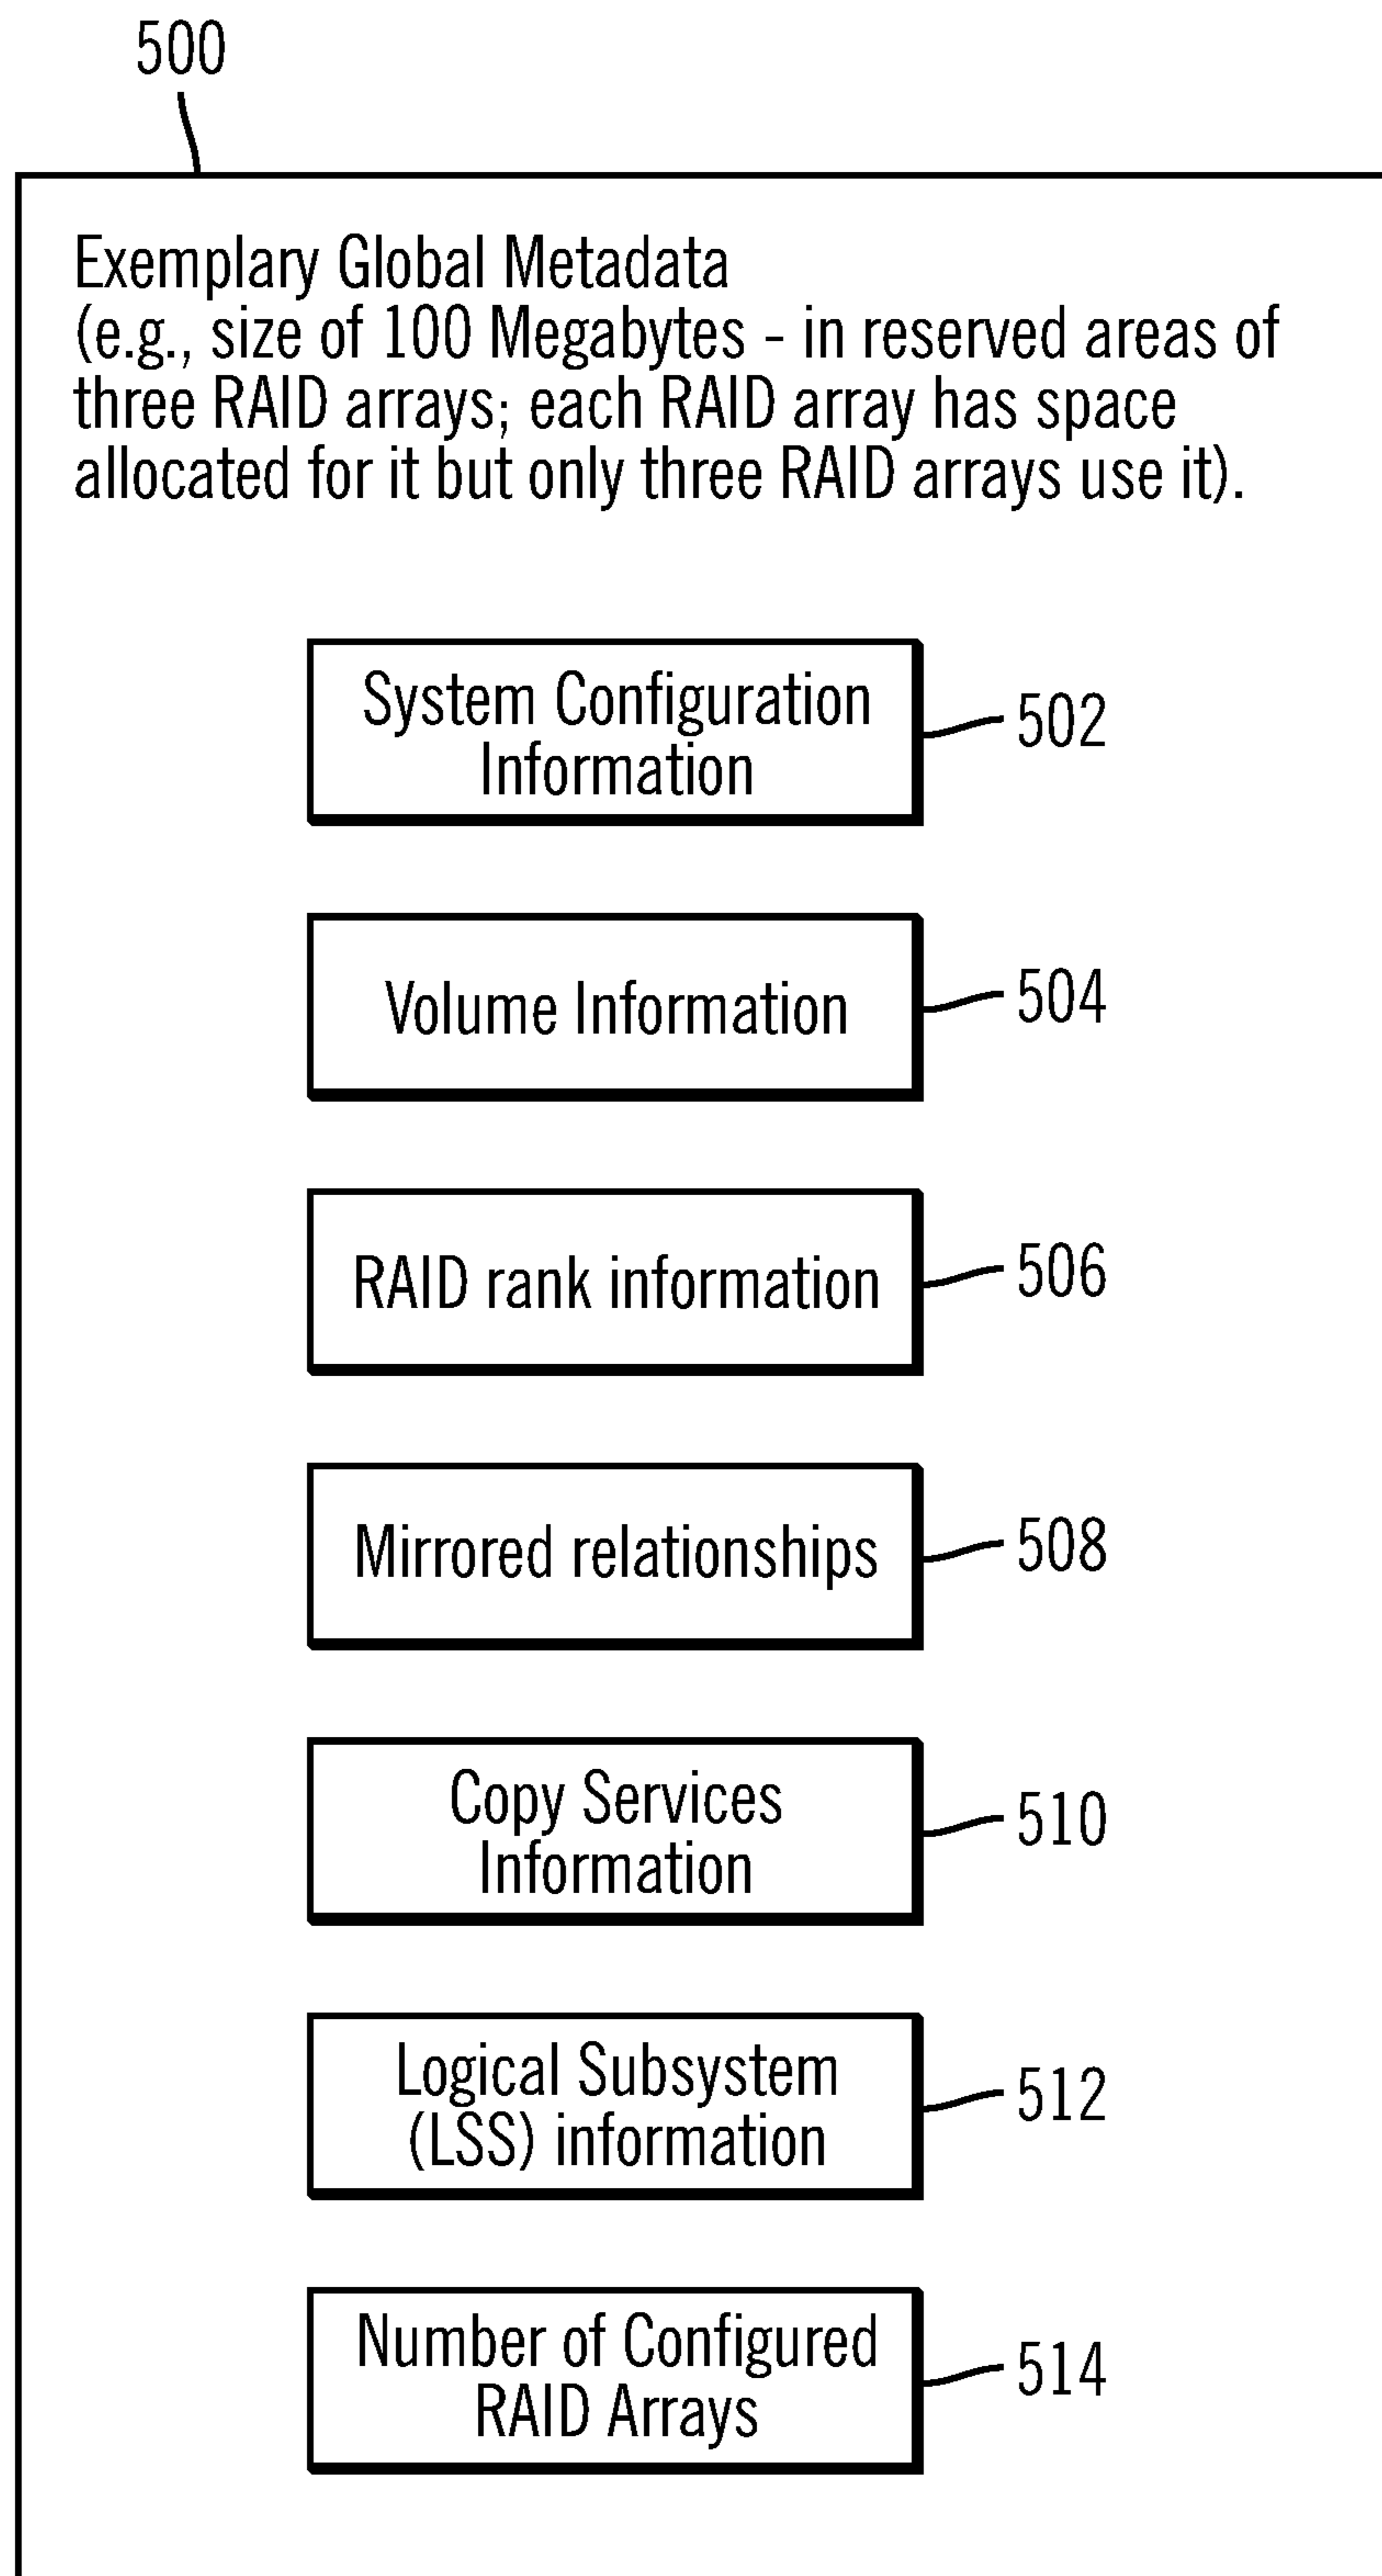 500
Exemplary Global Metadata
(e.g., size of 100 Megabytes - in reserved areas of
three RAID arrays; each RAID array has space
allocated for it but only three RAID arrays use it).
System Configuration
Information
502
Volume Information
504
RAID rank information
506
Mirrored relationships
508
Copy Services
Information
510
Logical Subsystem
(LSS) information
512
Number of Configured
RAID Arrays
514